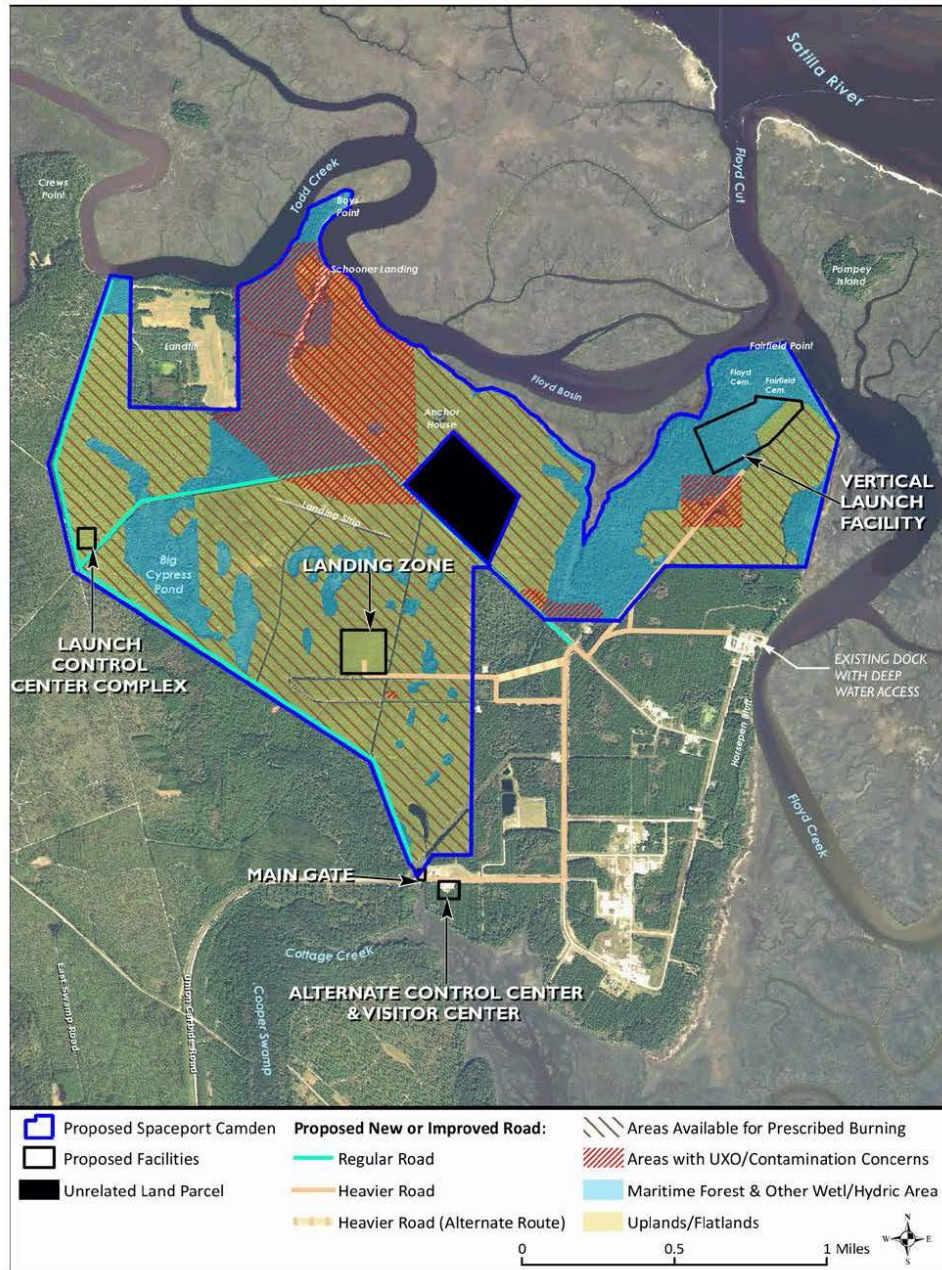 Satilla River
Crews
Point
Todd Creek
Floyd Cut
Boys
Point
Schooner Landing
Pompey
Island
Landfill
Fairfield Point
Floyd Basin
Floyd
Cem.
Fairfield
Cem.
Anchor
House
VERTICAL
LAUNCH
FACILITY
Landing Strip
Big
Cypress
Pond
LANDING ZONE
LAUNCH
CONTROL
CENTER COMPLEX
EXISTING DOCK
WITH DEEP
WATER ACCESS
Horsepen Bluff
Floyd Creek
MAIN GATE
Cottage Creek
ALTERNATE CONTROL CENTER
& VISITOR CENTER
East Swamp Road
Union Carbide Road
Cooper Swamp
Proposed Spaceport Camden
Proposed Facilities
Unrelated Land Parcel
Proposed New or Improved Road:
Regular Road
Heavier Road
Heavier Road (Alternate Route)
Areas Available for Prescribed Burning
Areas with UXO/Contamination Concerns
Maritime Forest & Other Wetl/Hydric Area
Uplands/Flatlands
N
W E
S
0 0.5 1 Miles